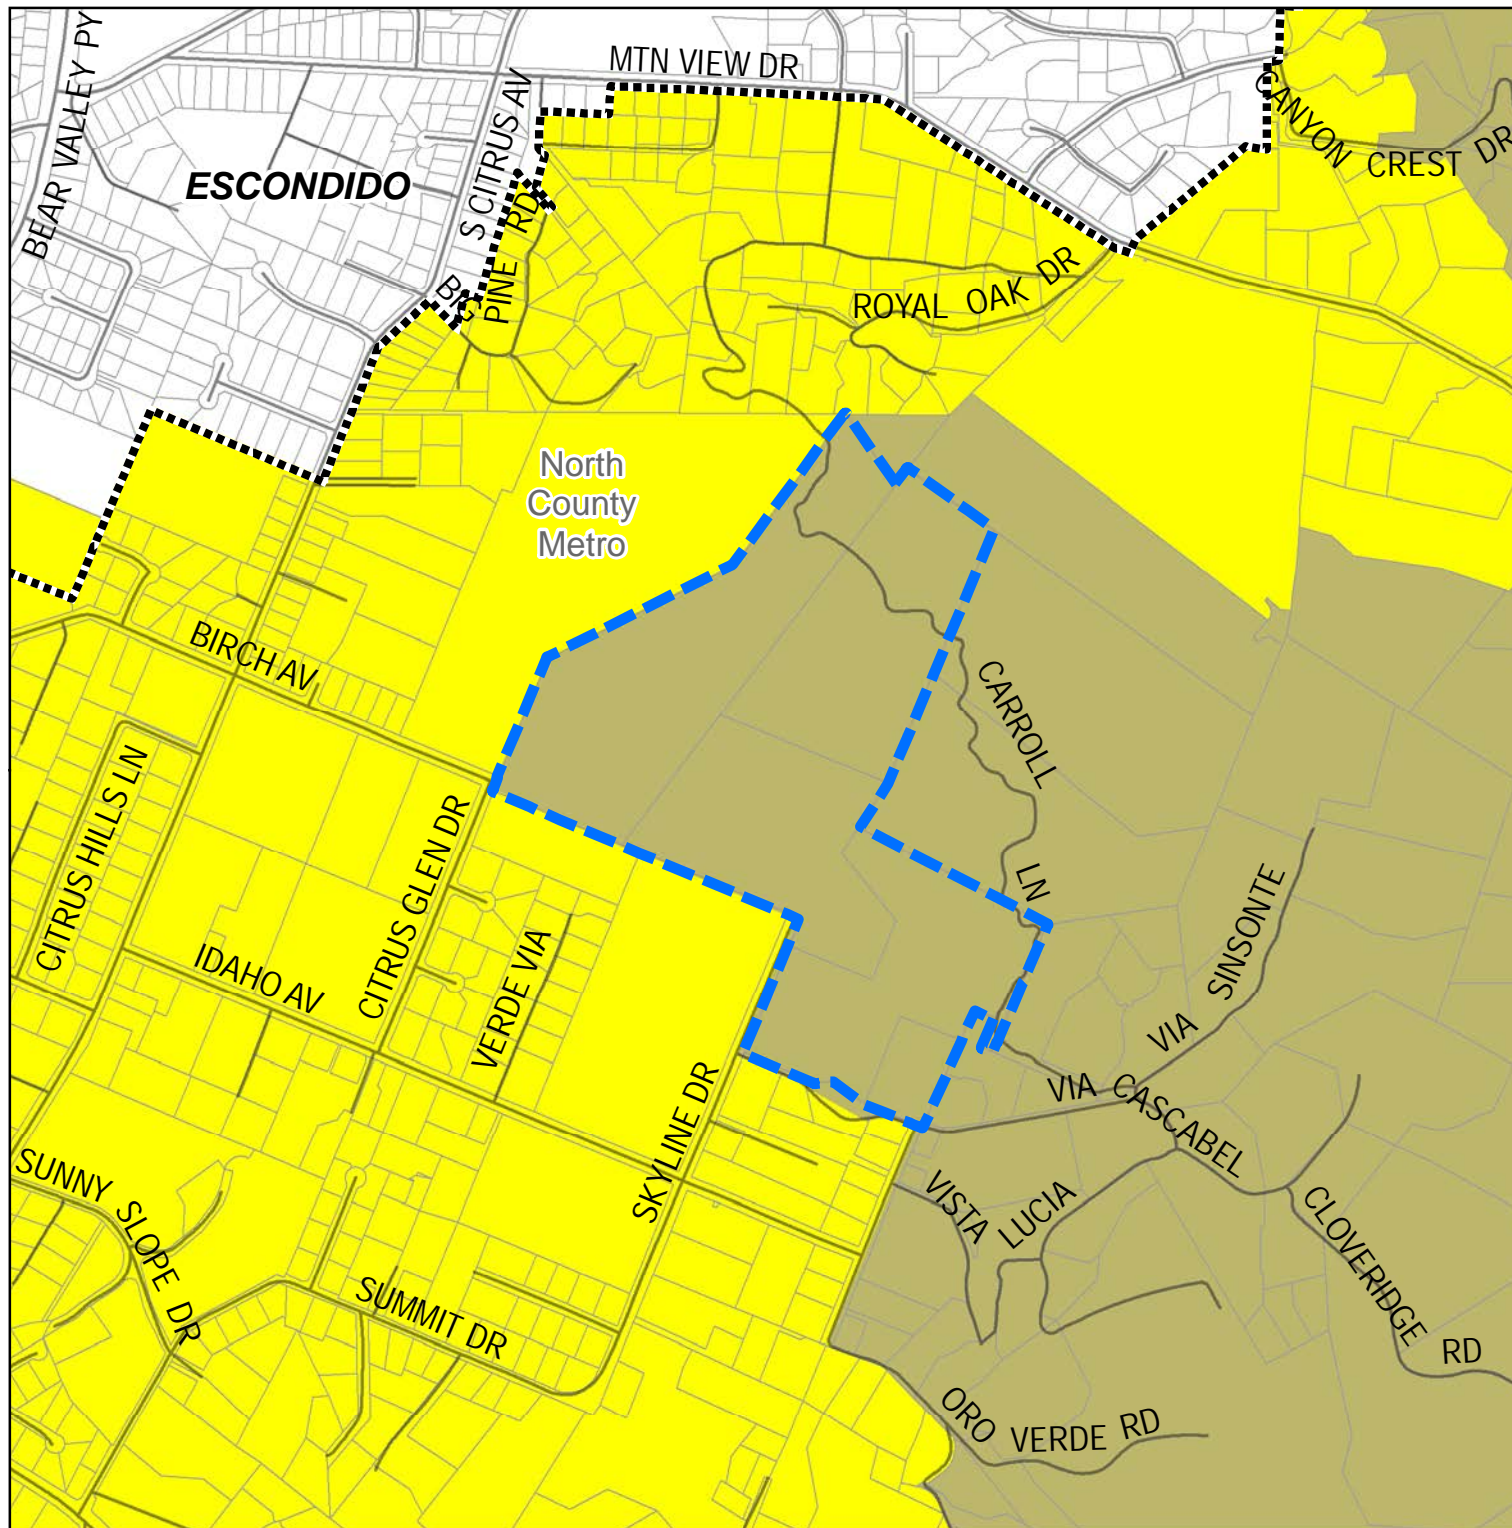 MTN VIEW DR
BEAR VALLEY PY
S CITRUS AV
ESCONDIDO
CANYON CREST DR
BIG PINE RD
ROYAL OAK DR
North
County
Metro
BIRCH AV
CARROLL LN
CITRUS HILLS LN
CITRUS GLEN DR
IDAHO AV
VERDE VIA
VIA SINSONTE
SKYLINE DR
VIA CASCABEL
SUNNY SLOPE DR
VISTA LUCIA
CLOVERIDGE RD
SUMMIT DR
ORO VERDE RD